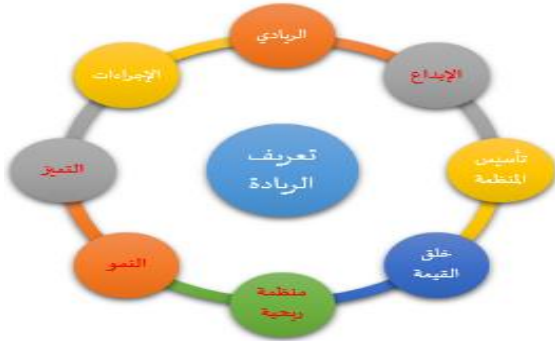 تعريف
الريادة
الريادي
الإبداع
تأسيس
المنظمة
خلق
القيمة
منظمة
ربحية
النمو
التميز
الإجراءات